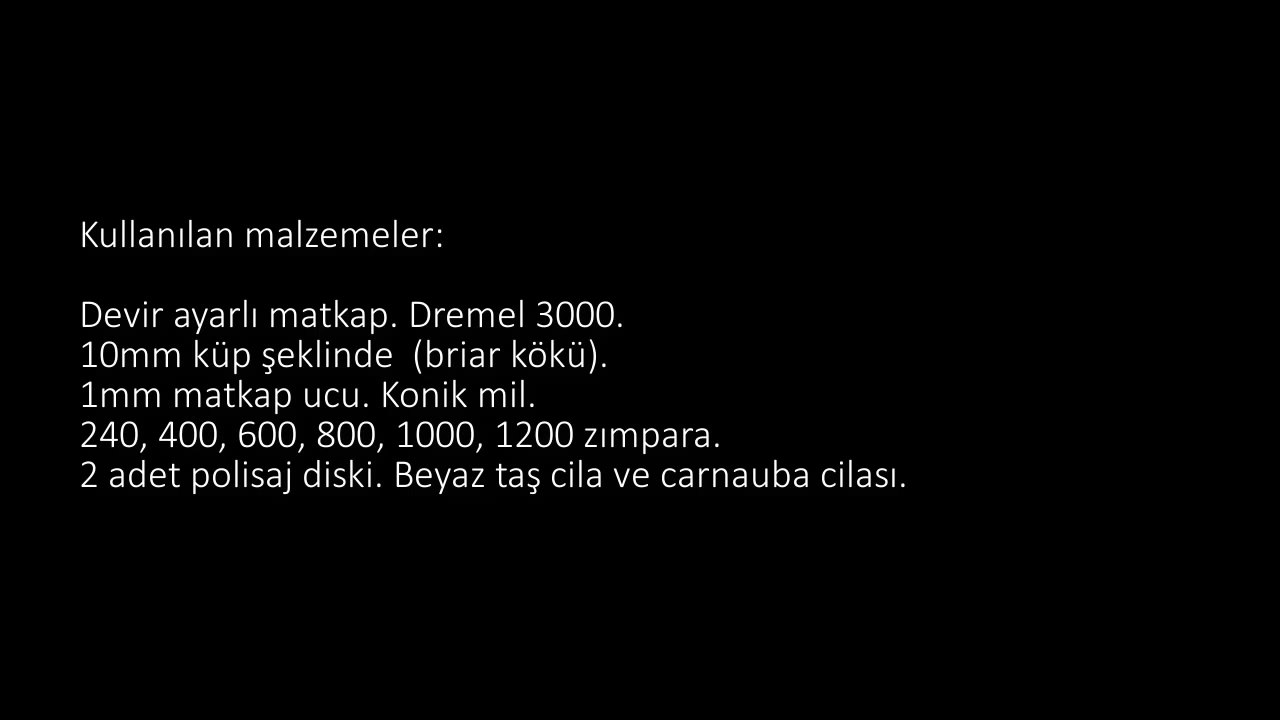 Kullanılan malzemeler:
Devir ayarlı matkap. Dremel 3000.
10mm küp şeklinde  (briar kökü).
1mm matkap ucu. Konik mil.
240, 400, 600, 800, 1000, 1200 zımpara.
2 adet polisaj diski. Beyaz taş cila ve carnauba cilası.